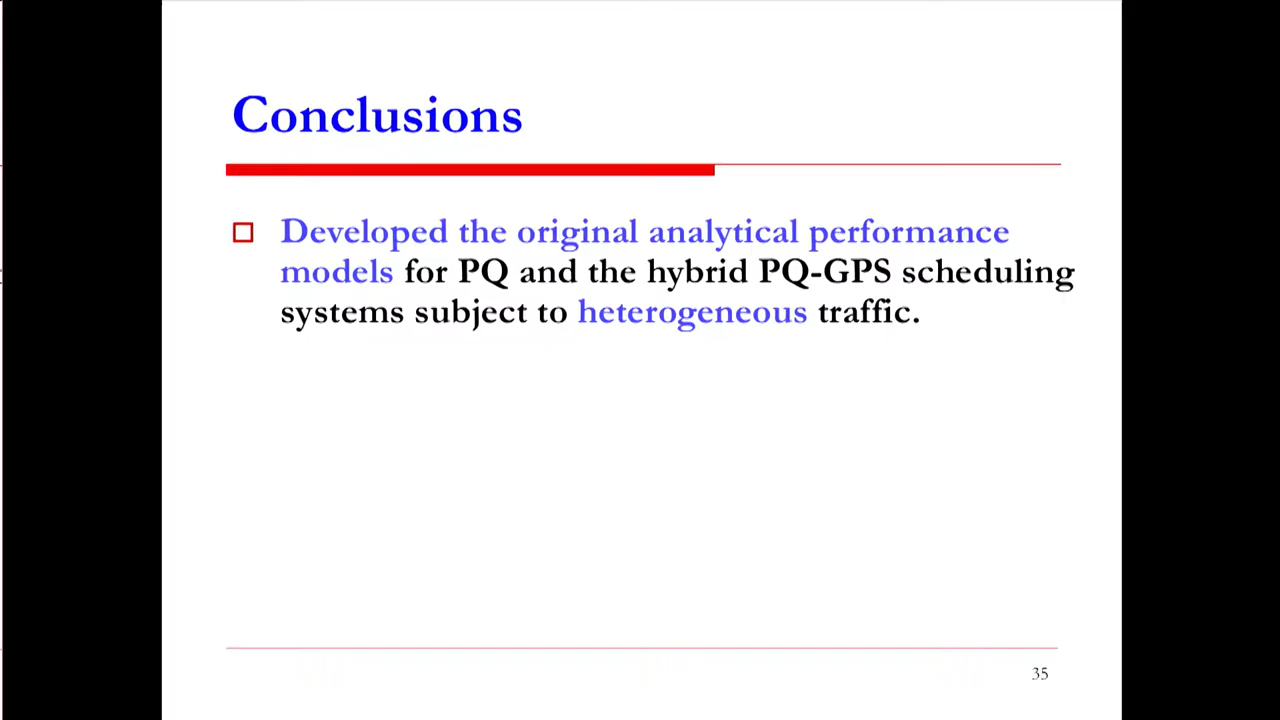 Conclusions
Developed the original analytical performance
models for PQ and the hybrid PQ-GPS scheduling
systems subject to heterogeneous traffic.
35